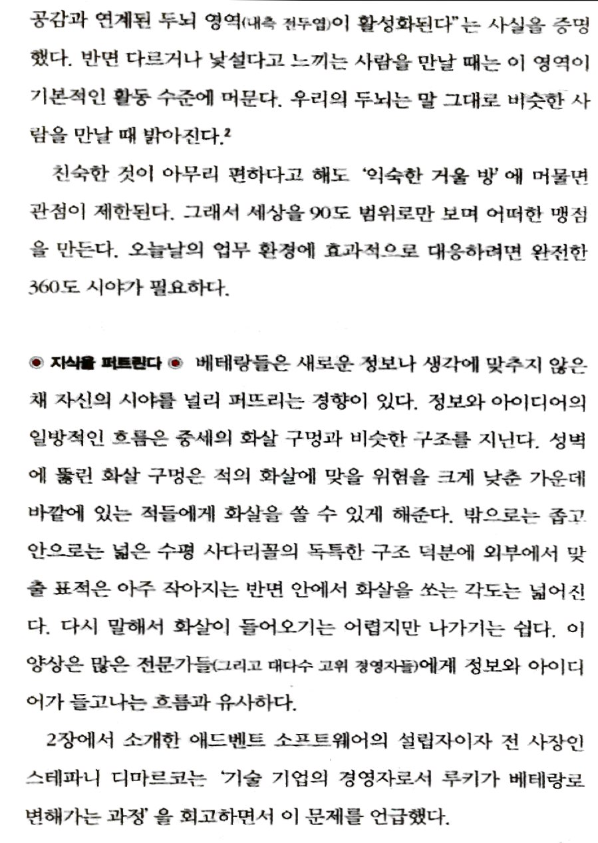 공감과 연계된 두뇌 영역(내측 전두엽)이 활성화된다”는 사실을 증명
했다. 반면 다르거나 낯설다고 느끼는 사람을 만날 때는 이 영역이
기본적인 활동 수준에 머문다. 우리의 두뇌는 말 그대로 비슷한 사
람을 만날 때 밝아진다.²
친숙한 것이 아무리 편하다고 해도 ‘익숙한 거울 방’에 머물면
관점이 제한된다. 그래서 세상을 90도 범위로만 보며 어떠한 맹점
을 만든다. 오늘날의 업무 환경에 효과적으로 대응하려면 완전한
360도 시야가 필요하다.
◉ 지식을 퍼트린다 ◉ 베테랑들은 새로운 정보나 생각에 맞추지 않은
채 자신의 시야를 널리 퍼뜨리는 경향이 있다. 정보와 아이디어의
일방적인 흐름은 중세의 화살 구멍과 비슷한 구조를 지닌다. 성벽
에 뚫린 화살 구멍은 적의 화살에 맞을 위험을 크게 낮춘 가운데
바깥에 있는 적들에게 화살을 쏠 수 있게 해준다. 밖으로는 좁고
안으로는 넓은 수평 사다리꼴의 독특한 구조 덕분에 외부에서 맞
출 표적은 아주 작아지는 반면 안에서 화살을 쏘는 각도는 넓어진
다. 다시 말해서 화살이 들어오기는 어렵지만 나가기는 쉽다. 이
양상은 많은 전문가들(그리고 대다수 고위 경영자들)에게 정보와 아이디
어가 들고나는 흐름과 유사하다.
2장에서 소개한 애드벤트 소프트웨어의 설립자이자 전 사장인
스테파니 디마르코는 ‘기술 기업의 경영자로서 루키가 베테랑로
변해가는 과정’을 회고하면서 이 문제를 언급했다.